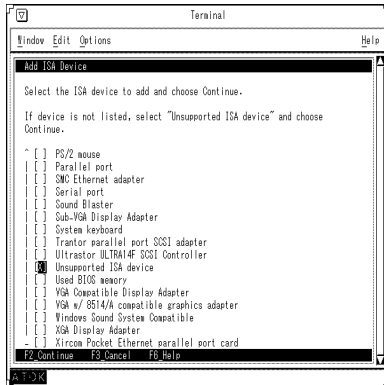 Terminal
Window Edit Options Help
Add ISA Device
Select the ISA device to add and choose Continue.
If device is not listed, select "Unsupported ISA device" and choose
Continue.
^ [ ] PS/2 mouse
| [ ] Parallel port
| [ ] SMC Ethernet adapter
| [ ] Serial port
| [ ] Sound Blaster
| [ ] Sub-VGA Display Adapter
| [ ] System keyboard
| [ ] Trantor parallel port SCSI adapter
| [ ] Ultrastor ULTRA14F SCSI Controller
| [X] Unsupported ISA device
| [ ] Used BIOS memory
| [ ] VGA Compatible Display Adapter
| [ ] VGA w/ 8514/A compatible graphics adapter
| [ ] Windows Sound System Compatible
| [ ] XGA Display Adapter
- [ ] Xircom Pocket Ethernet parallel port card
F2_Continue F3_Cancel F6_Help
ATOK